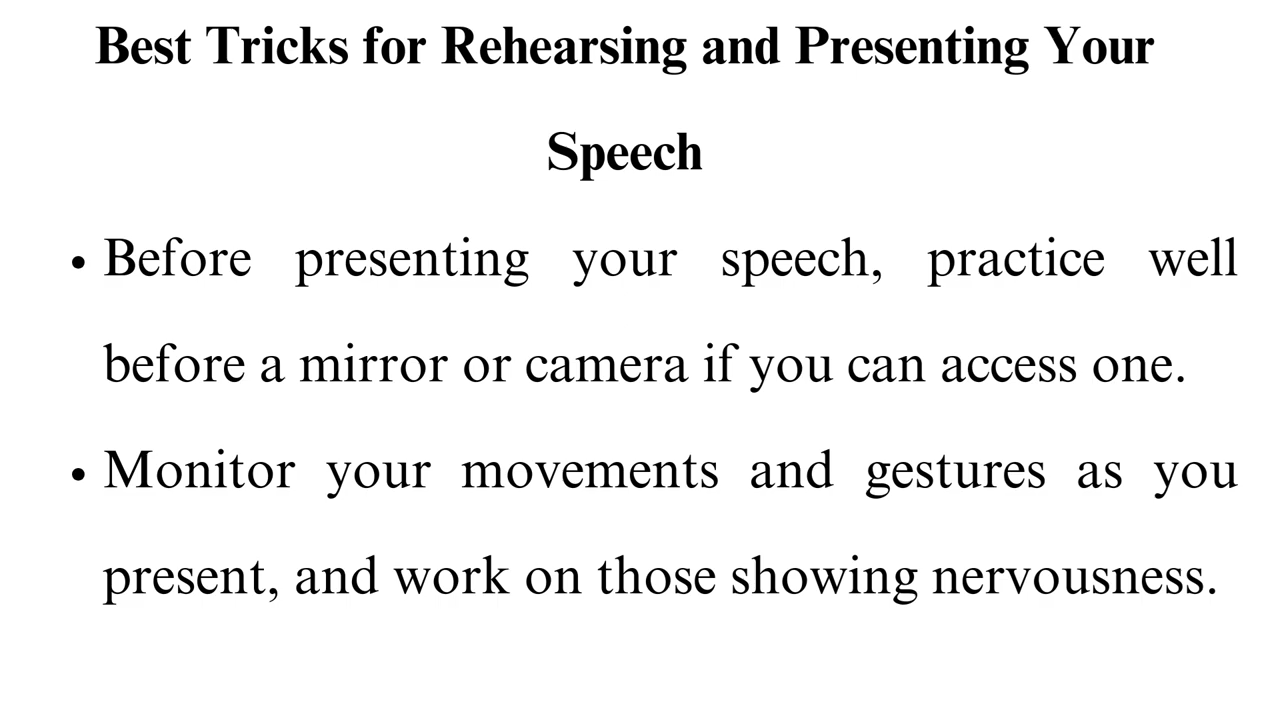 Best Tricks for Rehearsing and Presenting Your
Speech
• Before presenting your speech, practice well
before a mirror or camera if you can access one.
• Monitor your movements and gestures as you
present, and work on those showing nervousness.